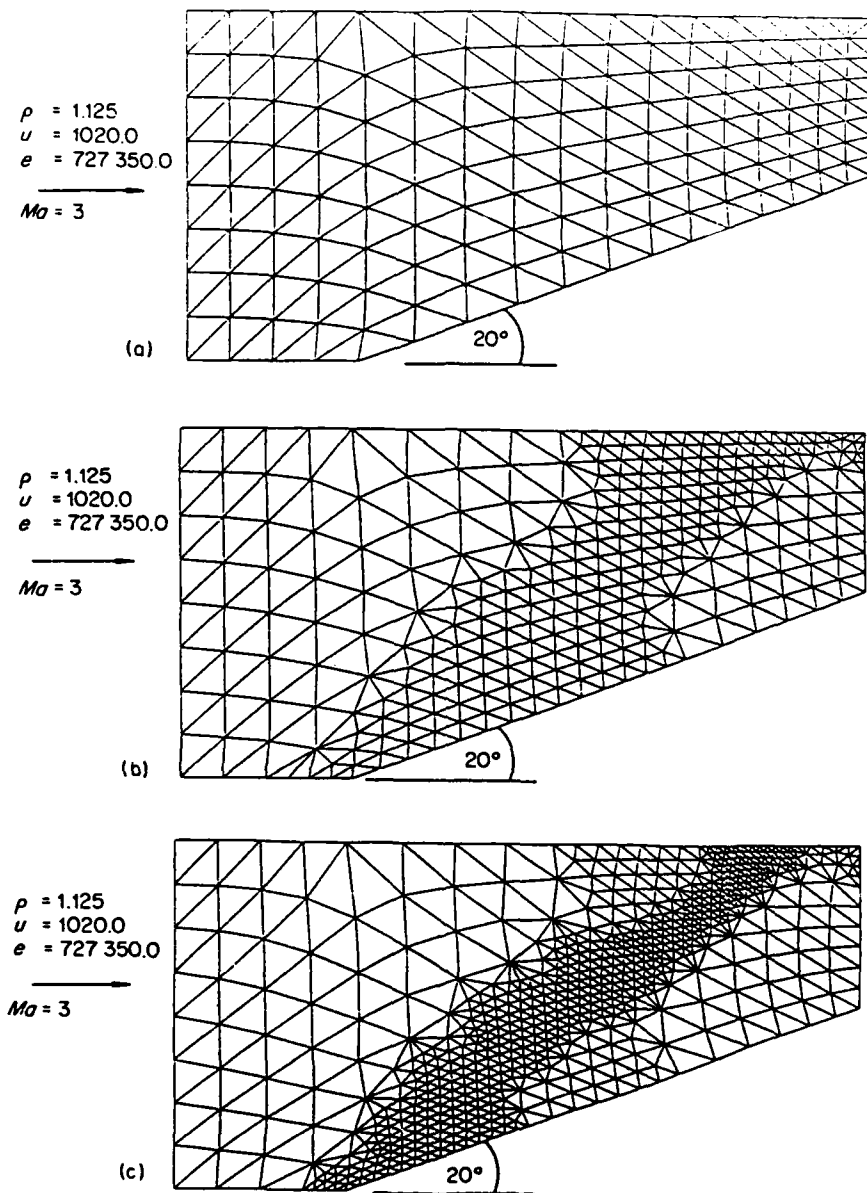 ρ = 1.125
u = 1020.0
e = 727 350.0
Ma = 3
20°
(a)
ρ = 1.125
u = 1020.0
e = 727 350.0
Ma = 3
20°
(b)
ρ = 1.125
u = 1020.0
e = 727 350.0
Ma = 3
20°
(c)